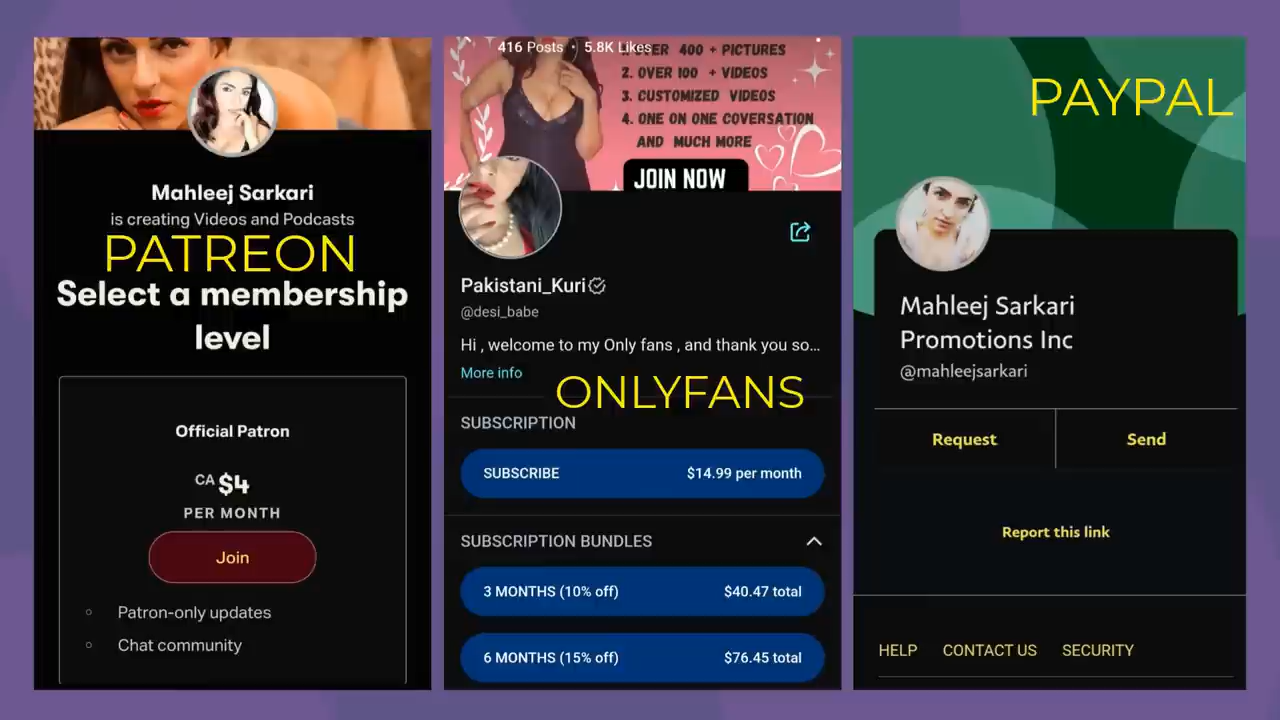 Mahleej Sarkari
is creating Videos and Podcasts
PATREON
Select a membership
level
Official Patron
CA $4
PER MONTH
Join
Patron-only updates
Chat community
416 Posts • 5.8K Likes
1. OVER 400 + PICTURES
2. OVER 100 + VIDEOS
3. CUSTOMIZED VIDEOS
4. ONE ON ONE COVERSATION
AND MUCH MORE
JOIN NOW
Pakistani_Kuri
@desi_babe
Hi , welcome to my Only fans , and thank you so...
More info
ONLYFANS
SUBSCRIPTION
SUBSCRIBE $14.99 per month
SUBSCRIPTION BUNDLES
3 MONTHS (10% off) $40.47 total
6 MONTHS (15% off) $76.45 total
PAYPAL
Mahleej Sarkari
Promotions Inc
@mahleejsarkari
Request Send
Report this link
HELP CONTACT US SECURITY